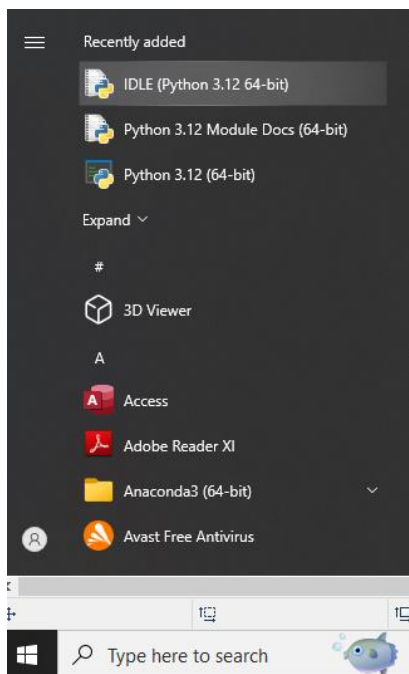 Recently added
IDLE (Python 3.12 64-bit)
Python 3.12 Module Docs (64-bit)
Python 3.12 (64-bit)
Expand
#
3D Viewer
A
Access
Adobe Reader XI
Anaconda3 (64-bit)
Avast Free Antivirus
Type here to search